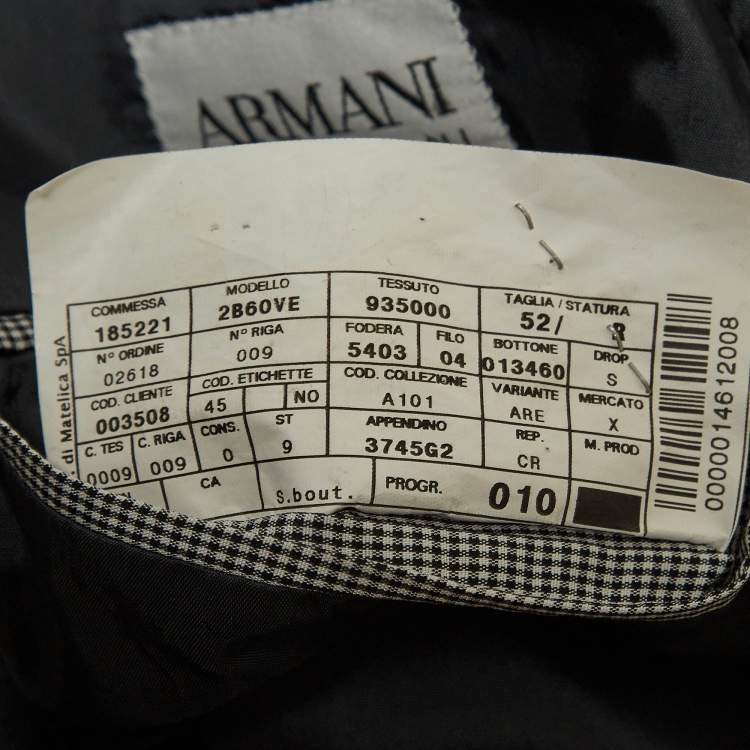 ARMANI
COMMESSA MODELLO TESSUTO TAGLIA / STATURA
185221 2B60VE 935000 52/
Nº ORDINE Nº RIGA FODERA FILO BOTTONE DROP
02618 009 5403 04 013460 S
COD. CLIENTE COD. ETICHETTE COD. COLLEZIONE VARIANTE MERCATO
003508 45 NO A101 ARE X
C. TES C. RIGA CONS. ST APPENDINO REP. M. PROD
0009 009 0 9 3745G2 CR
CA S.bout. PROGR. 010
di Matelica SpA
0000014612008